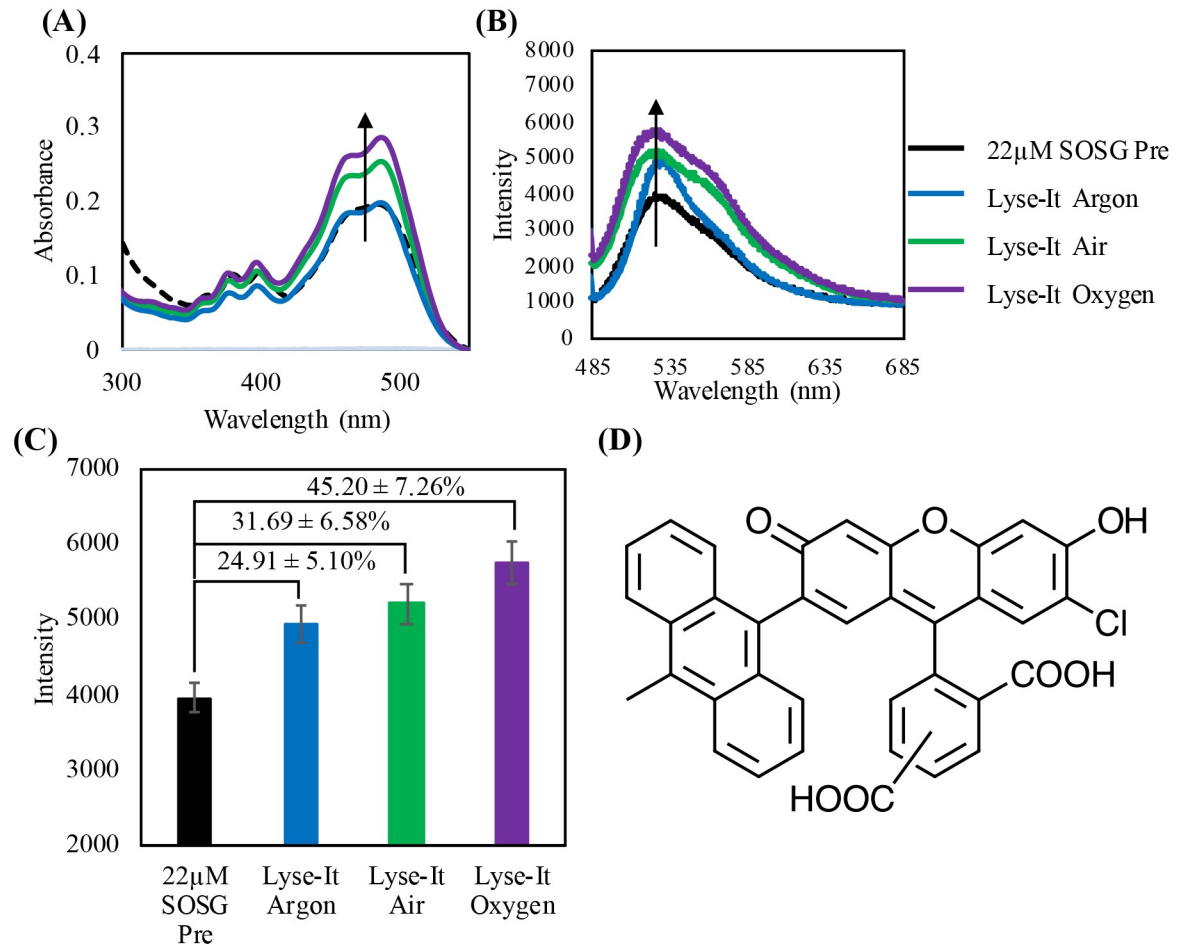 (A)
0.4
0.3
0.2
0.1
0
Absorbance
300
400
500
Wavelength (nm)
(B)
8000
7000
6000
5000
4000
3000
2000
1000
0
Intensity
485
535
585
635
685
Wavelength (nm)
22µM SOSG Pre
Lyse-It Argon
Lyse-It Air
Lyse-It Oxygen
(C)
7000
6000
5000
4000
3000
2000
Intensity
45.20 ± 7.26%
31.69 ± 6.58%
24.91 ± 5.10%
22µM
SOSG
Pre
Lyse-It
Argon
Lyse-It
Air
Lyse-It
Oxygen
(D)
O
O
OH
Cl
COOH
HOOC